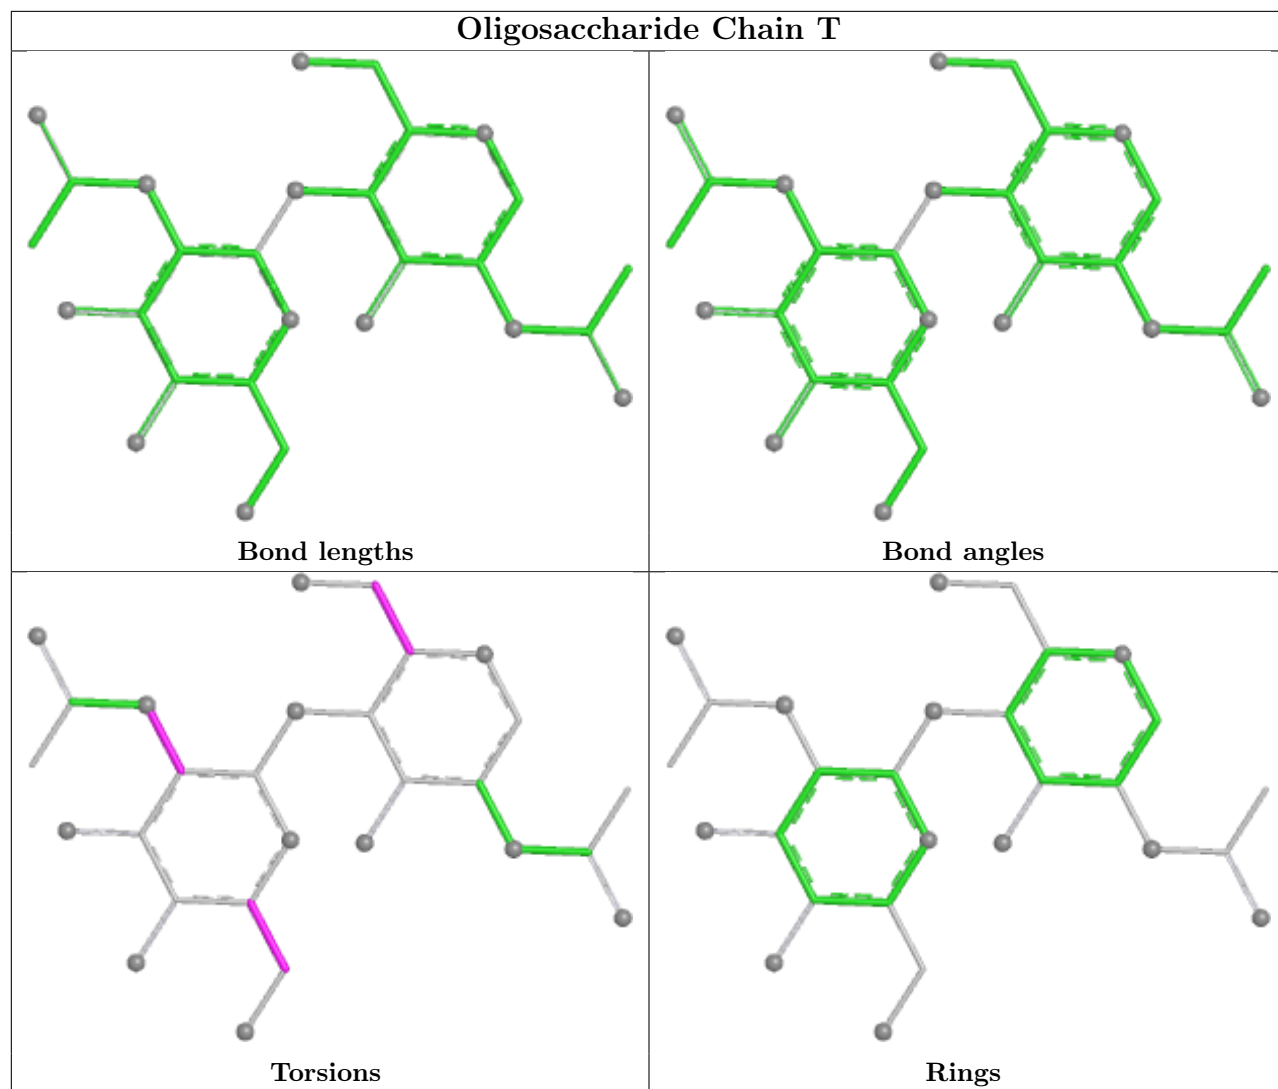 Oligosaccharide Chain T
Bond lengths
Bond angles
Torsions
Rings